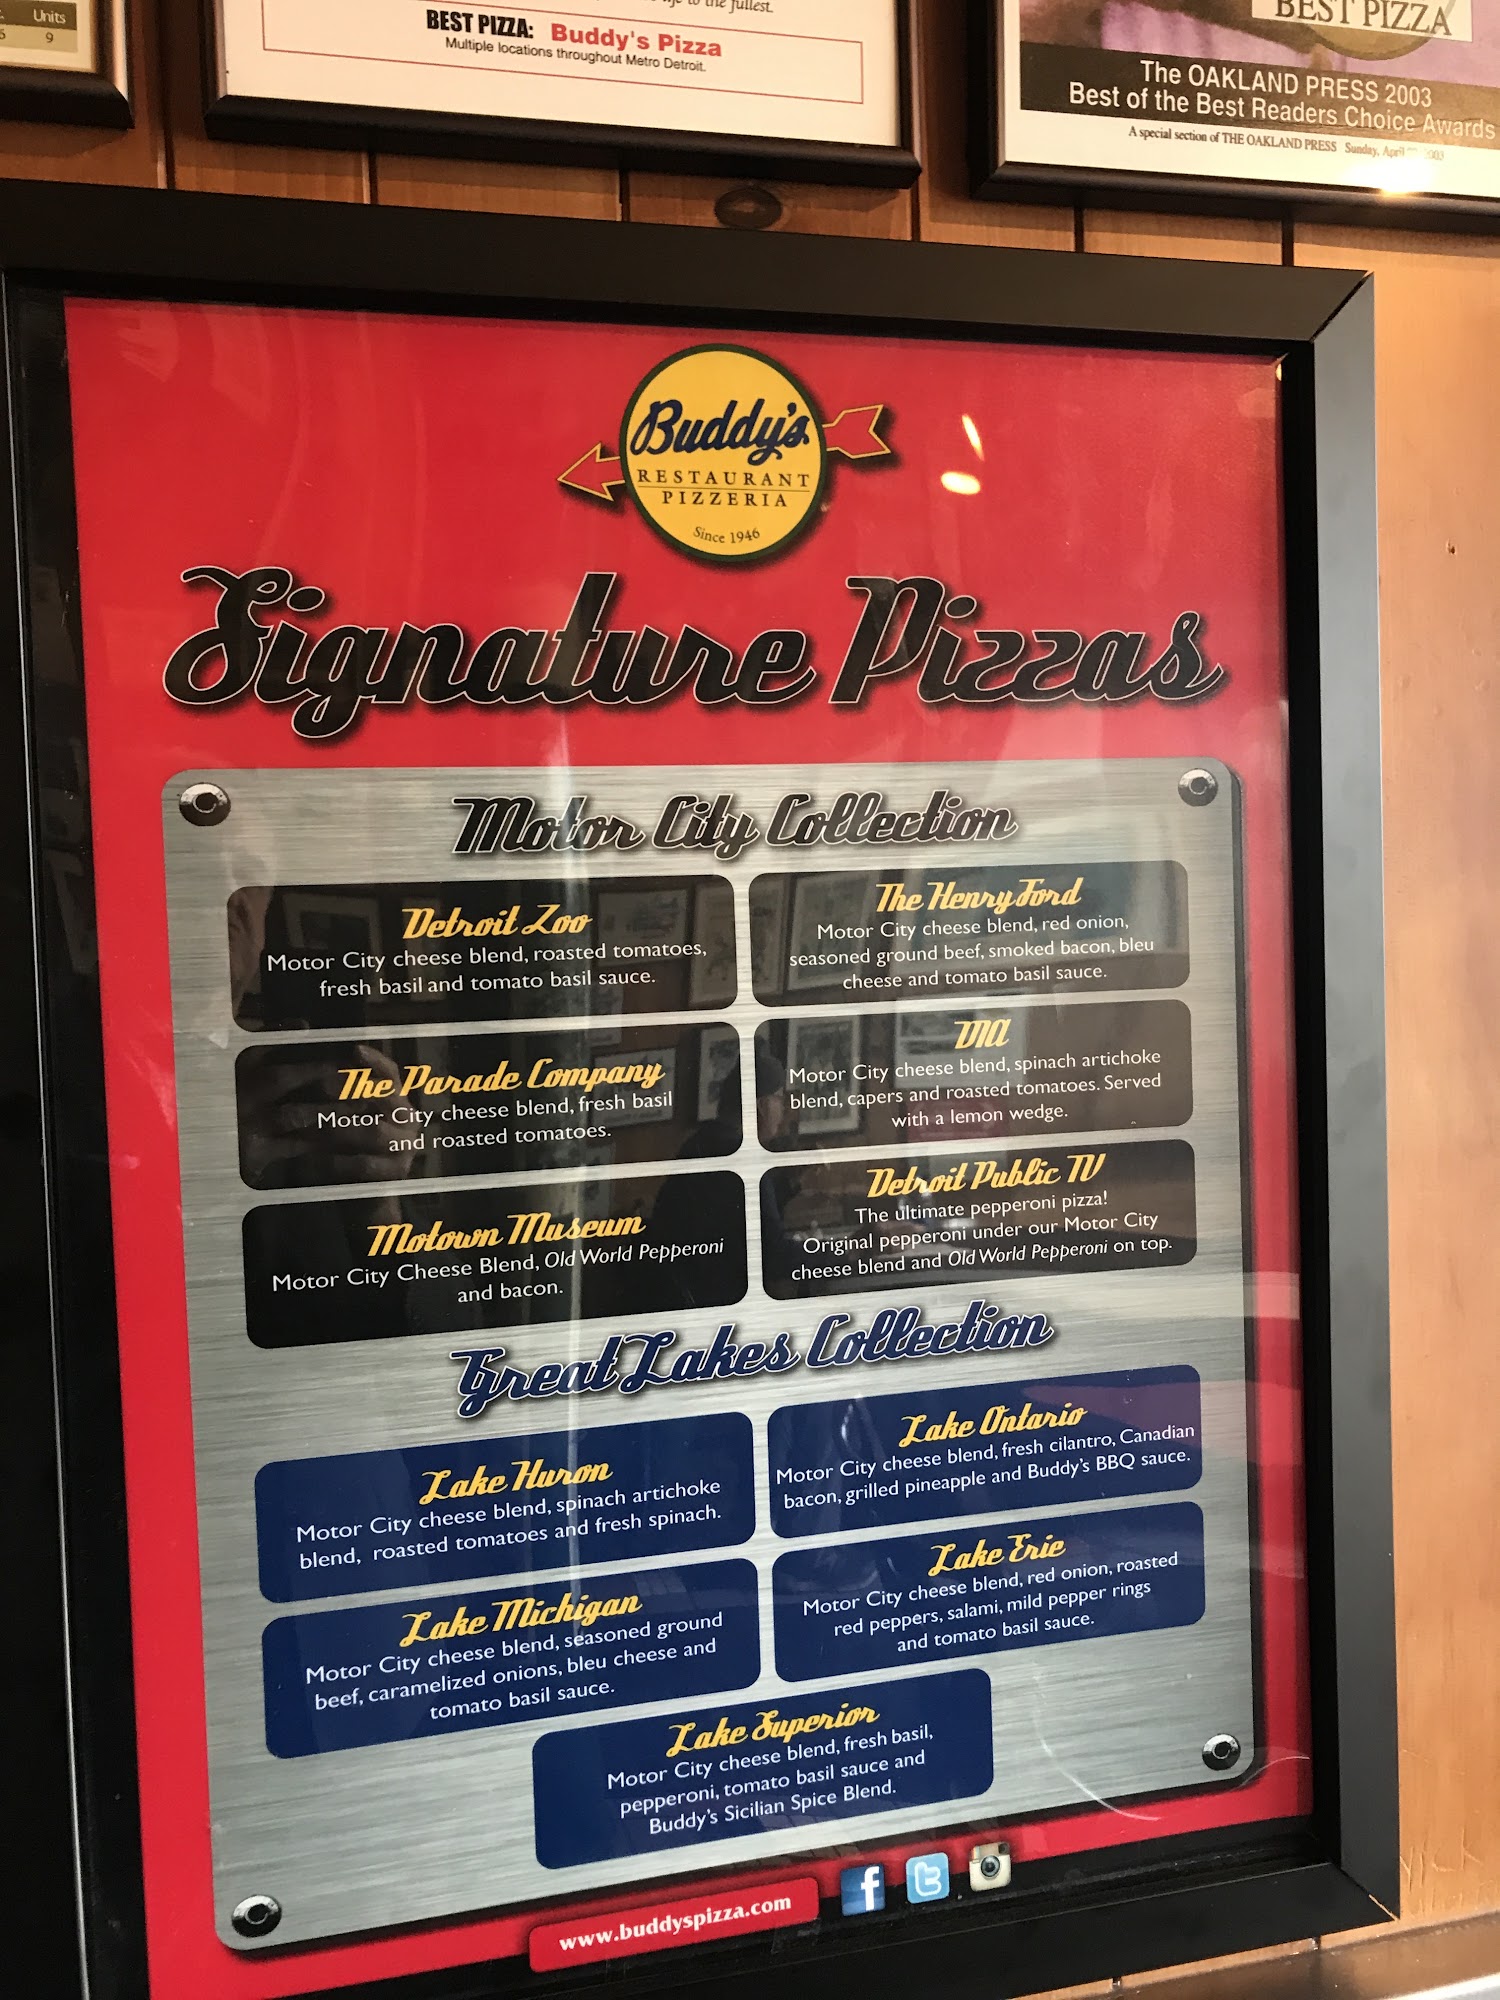 Units
9
to the fullest.
BEST PIZZA: Buddy's Pizza
Multiple locations throughout Metro Detroit.
BEST PIZZA
The OAKLAND PRESS 2003
Best of the Best Readers Choice Awards
A special section of THE OAKLAND PRESS Sunday, April 2003
Buddy's
RESTAURANT
PIZZERIA
Since 1946
Signature Pizzas
Motor City Collection
Detroit Zoo
Motor City cheese blend, roasted tomatoes,
fresh basil and tomato basil sauce.
The Henry Ford
Motor City cheese blend, red onion,
seasoned ground beef, smoked bacon, bleu
cheese and tomato basil sauce.
The Parade Company
Motor City cheese blend, fresh basil
and roasted tomatoes.
DIA
Motor City cheese blend, spinach artichoke
blend, capers and roasted tomatoes. Served
with a lemon wedge.
Motown Museum
Motor City Cheese Blend, Old World Pepperoni
and bacon.
Detroit Public TV
The ultimate pepperoni pizza!
Original pepperoni under our Motor City
cheese blend and Old World Pepperoni on top.
Great Lakes Collection
Lake Huron
Motor City cheese blend, spinach artichoke
blend, roasted tomatoes and fresh spinach.
Lake Ontario
Motor City cheese blend, fresh cilantro, Canadian
bacon, grilled pineapple and Buddy's BBQ sauce.
Lake Michigan
Motor City cheese blend, seasoned ground
beef, caramelized onions, bleu cheese and
tomato basil sauce.
Lake Erie
Motor City cheese blend, red onion, roasted
red peppers, salami, mild pepper rings
and tomato basil sauce.
Lake Superior
Motor City cheese blend, fresh basil,
pepperoni, tomato basil sauce and
Buddy's Sicilian Spice Blend.
www.buddyspizza.com